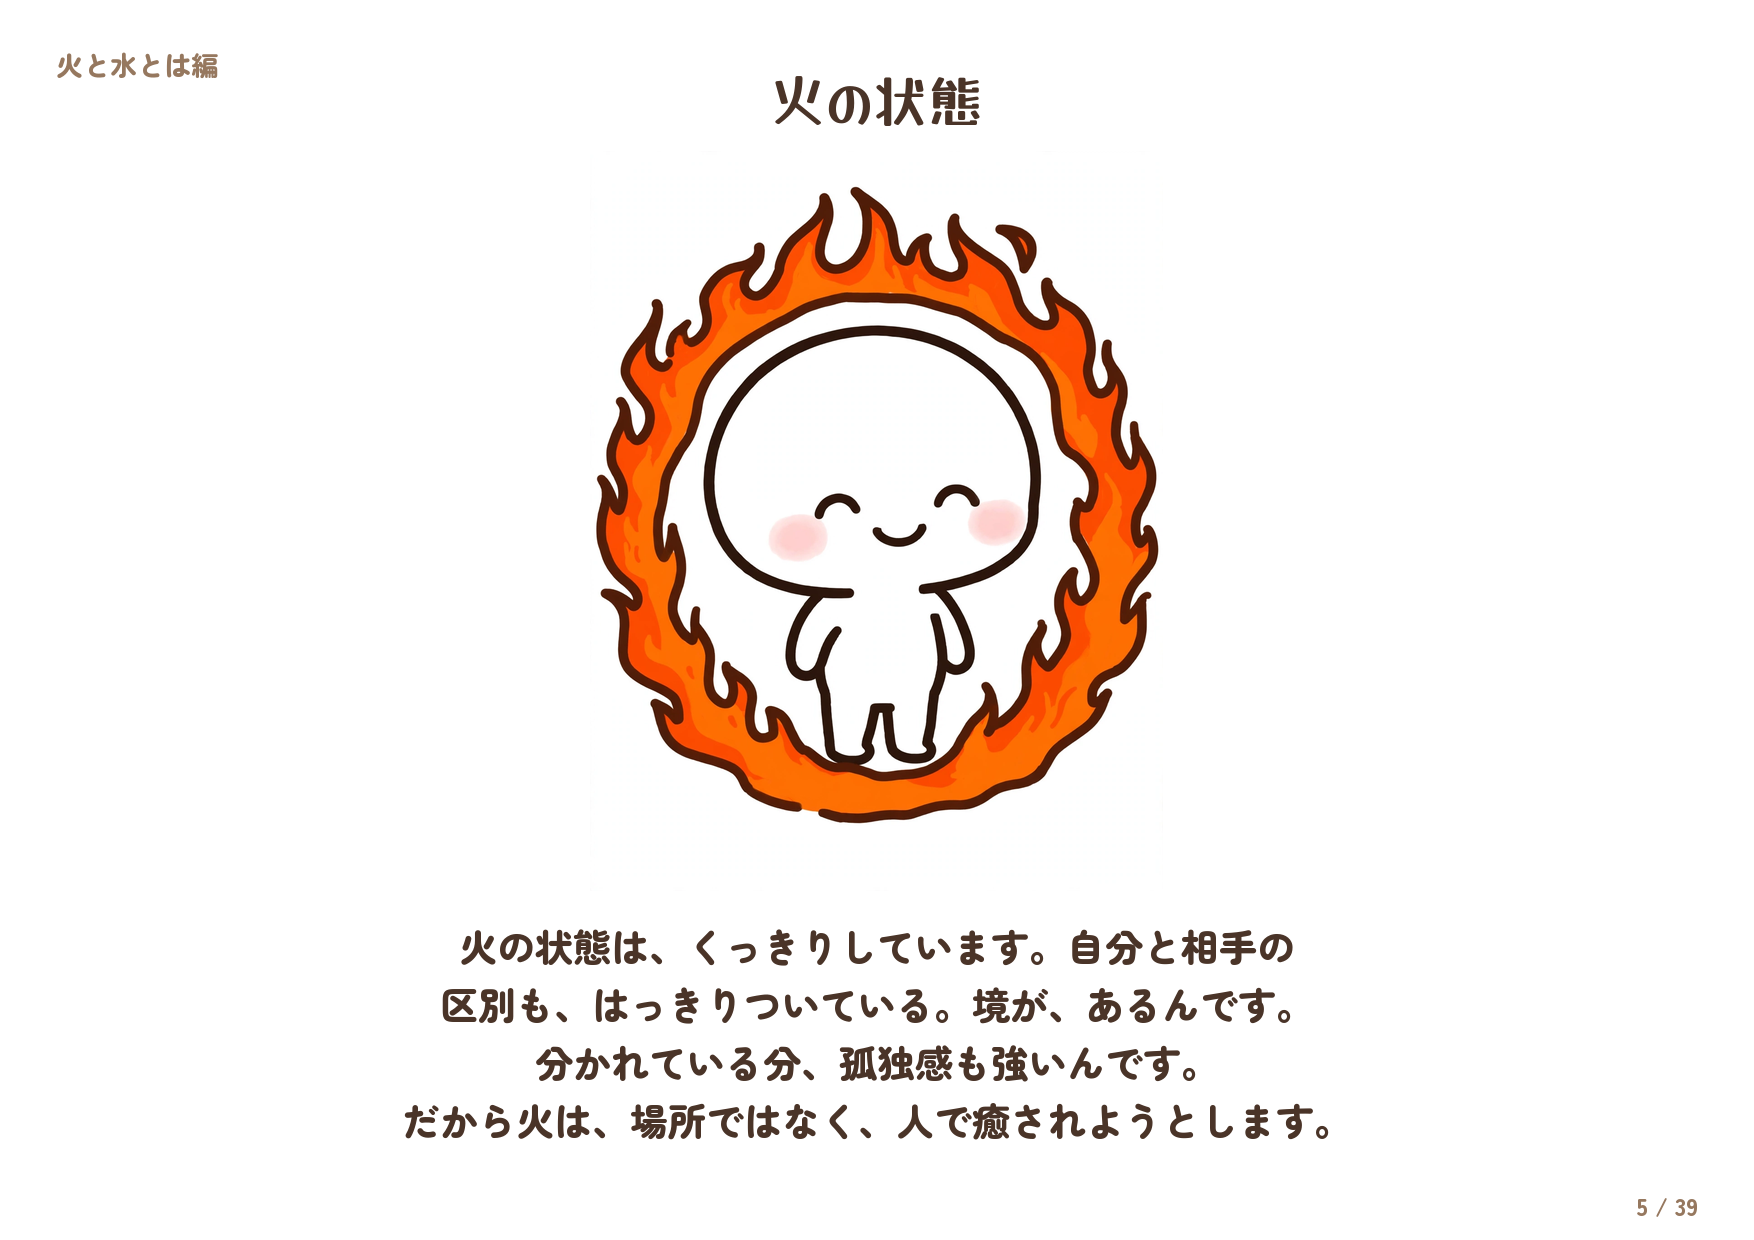 火と水とは編
火の状態
火の状態は、くっきりしています。自分と相手の
区別も、はっきりついている。境が、あるんです。
分かれている分、孤独感も強いんです。
だから火は、場所ではなく、人で癒されようとします。
5 / 39